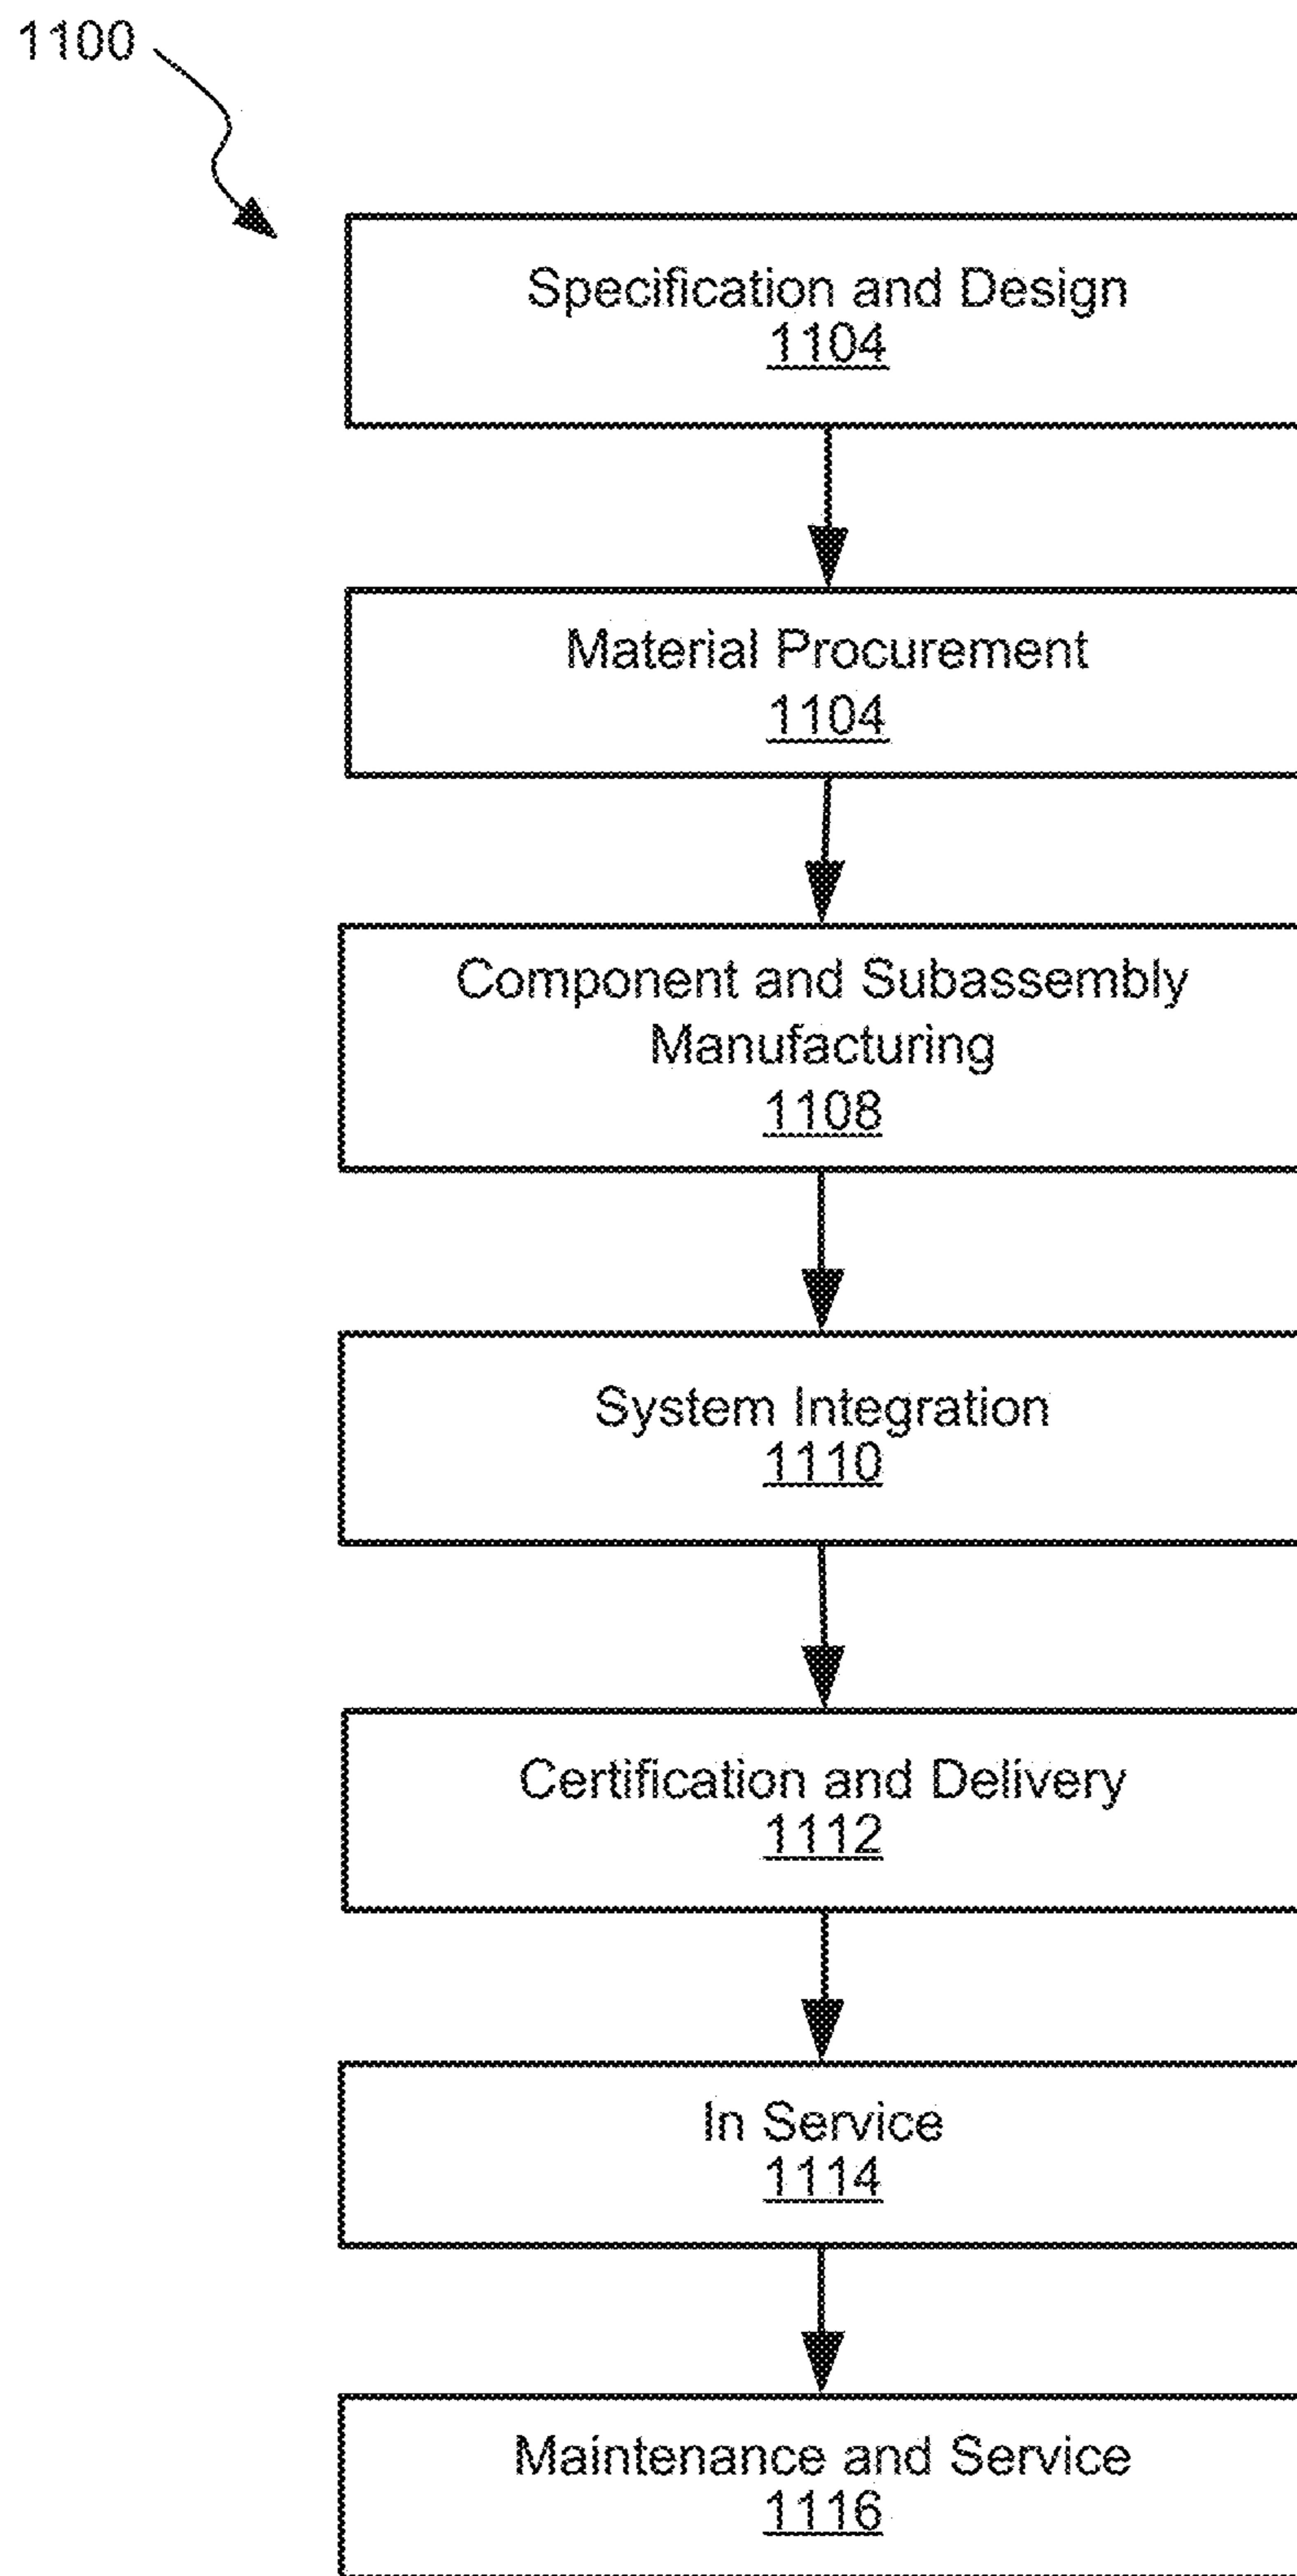 1100
Specification and Design
1104
Material Procurement
1104
Component and Subassembly
Manufacturing
1108
System Integration
1110
Certification and Delivery
1112
In Service
1114
Maintenance and Service
1116